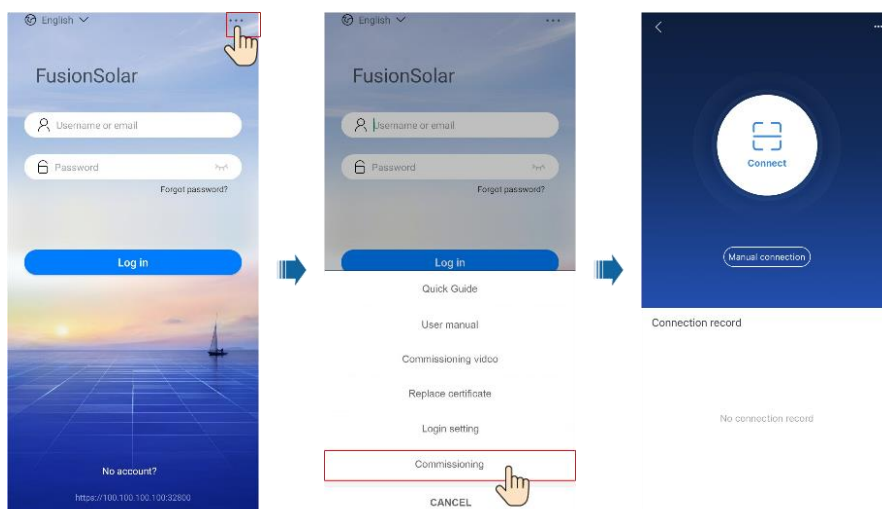 English
FusionSolar
Username or email
Password
Forgot password?
Log in
No account?
https://100.100.100.100:32800
English
FusionSolar
Username or email
Password
Forgot password?
Log in
Quick Guide
User manual
Commissioning video
Replace certificate
Login setting
Commissioning
CANCEL
Connect
Manual connection
Connection record
No connection record